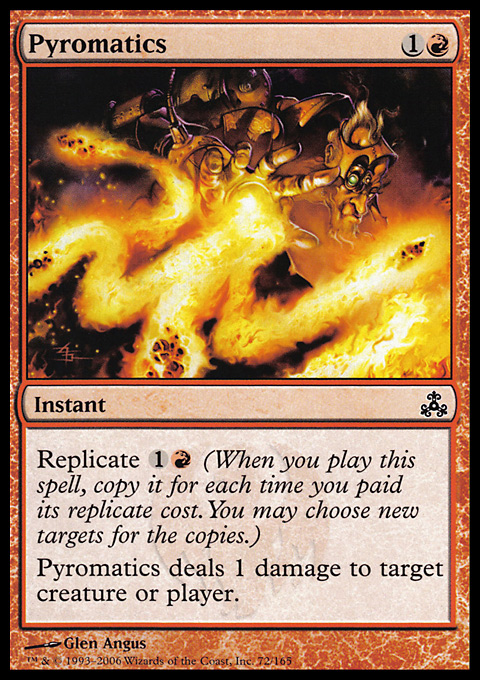 Pyromatics 1
Instant
Replicate 1 (When you play this
spell, copy it for each time you paid
its replicate cost. You may choose new
targets for the copies.)
Pyromatics deals 1 damage to target
creature or player.
Glen Angus
™ & © 1993–2006 Wizards of the Coast, Inc. 72/165